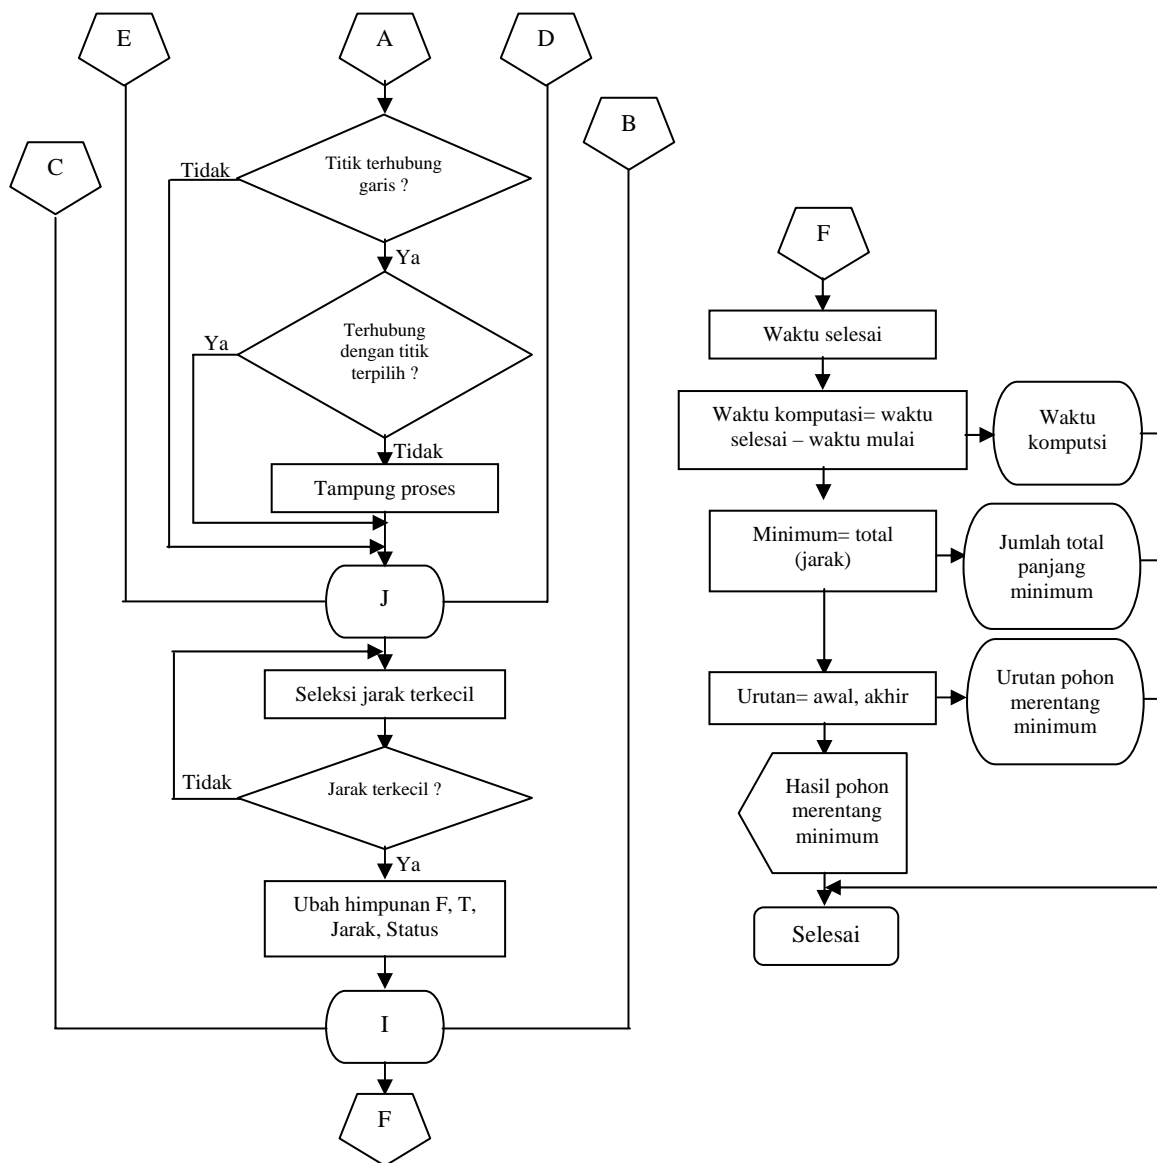 E
A
D
B
C
Titik terhubung
garis ?
Tidak
Ya
Terhubung
dengan titik
terpilih ?
Ya
Tidak
Tampung proses
J
Seleksi jarak terkecil
Jarak terkecil ?
Tidak
Ya
Ubah himpunan F, T,
Jarak, Status
I
F
F
Waktu selesai
Waktu komputasi= waktu
selesai – waktu mulai
Waktu
komputsi
Minimum= total
(jarak)
Jumlah total
panjang
minimum
Urutan= awal, akhir
Urutan pohon
merentang
minimum
Hasil pohon
merentang
minimum
Selesai